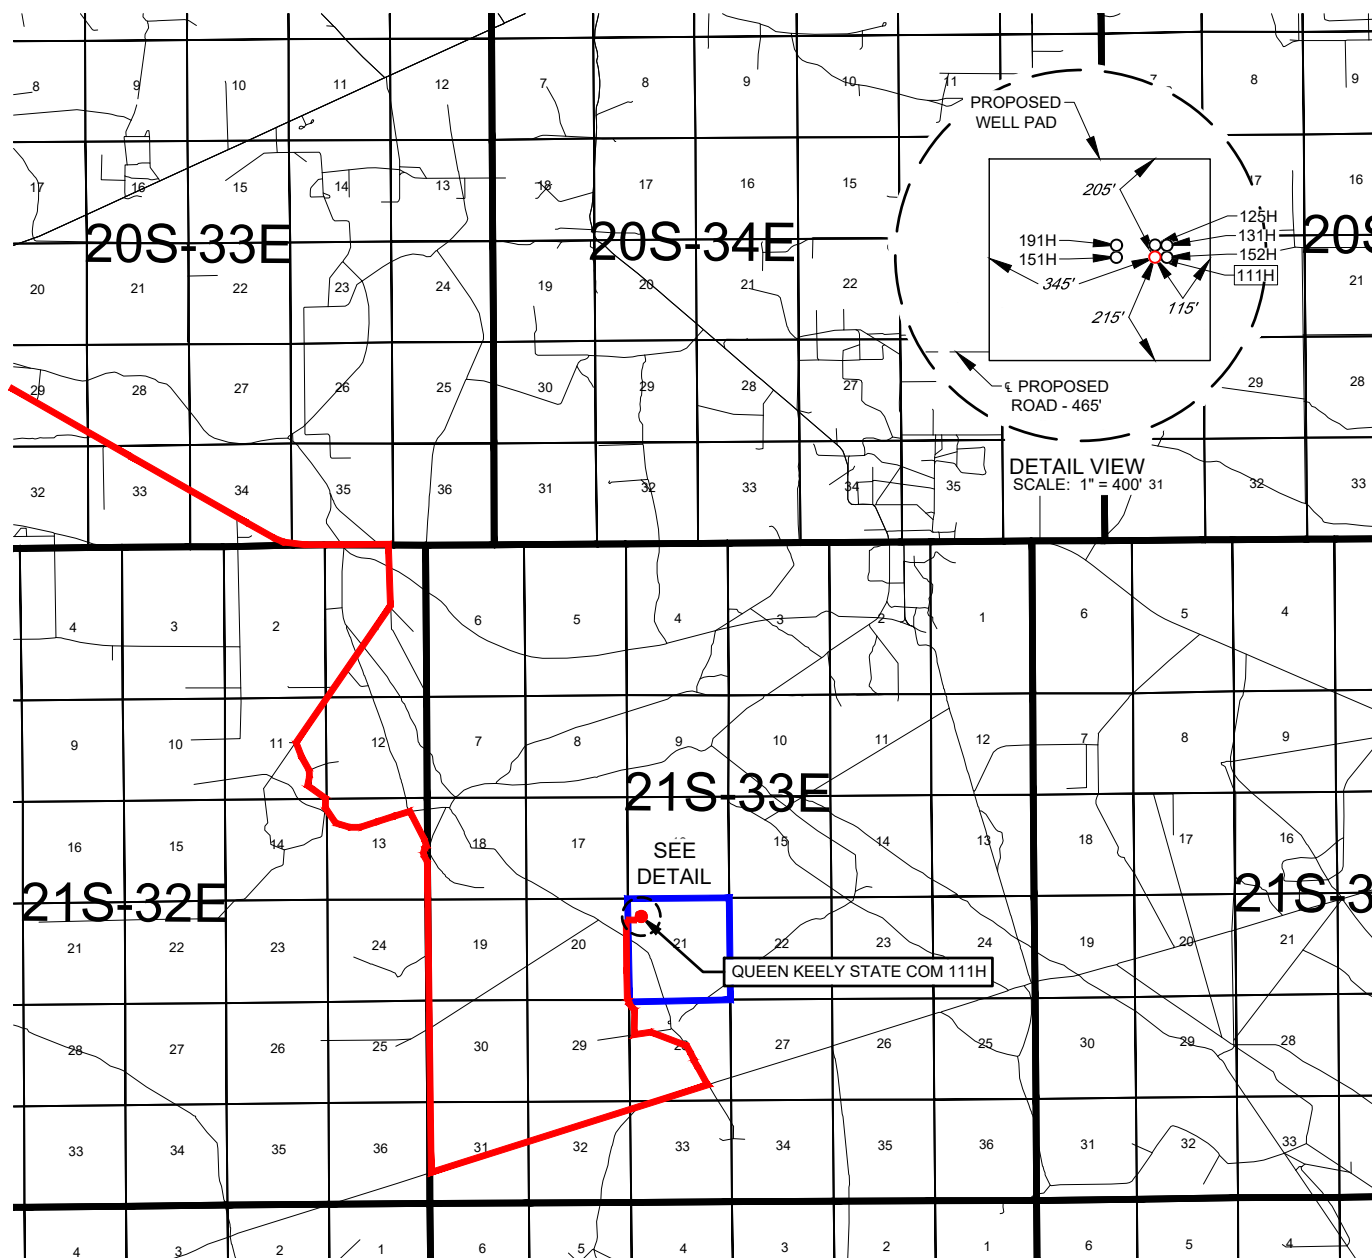 8 9 10 11 12 7 8 9 10 11 7 8 9
PROPOSED
WELL PAD
17 16 15 14 13 18 17 16 15 17 16
205'
125H
191H 131H
151H 152H
111H
345'
215'
115'
20S-33E 20S-34E
20 21 22 23 24 19 20 21 22 21
29 28 27 26 25 30 29 28 27 29 28
℄ PROPOSED
ROAD - 465'
DETAIL VIEW
SCALE: 1" = 400'
32 33 34 35 36 31 32 33 34 35 31 32 33
4 3 2 6 5 4 3 2 1 6 5 4
9 10 11 12 7 8 9 10 11 12 7 8 9
21S-33E
16 15 14 13 18 17 15 14 13 18 17 16
SEE
DETAIL
21S-32E
21 22 23 24 19 20 21 22 23 24 19 20 21
QUEEN KEELY STATE COM 111H
28 27 26 25 30 29 27 26 25 30 29 28
33 34 35 36 31 32 33 34 35 36 31 32 33
4 3 2 1 6 5 4 3 2 1 6 5 4